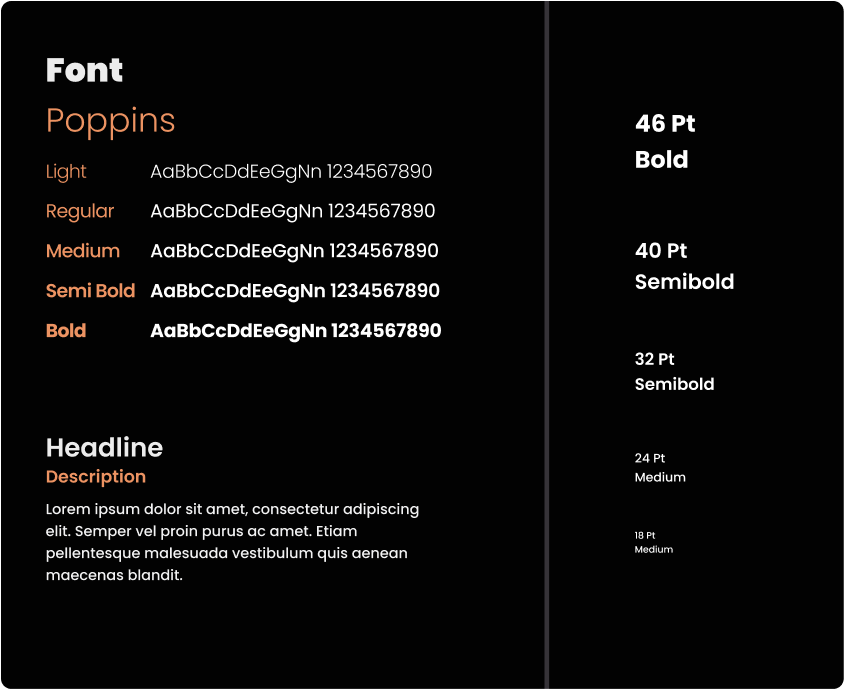 Font
Poppins
Light AaBbCcDdEeGgNn 1234567890
Regular AaBbCcDdEeGgNn 1234567890
Medium AaBbCcDdEeGgNn 1234567890
Semi Bold AaBbCcDdEeGgNn 1234567890
Bold AaBbCcDdEeGgNn 1234567890
Headline
Description
Lorem ipsum dolor sit amet, consectetur adipiscing
elit. Semper vel proin purus ac amet. Etiam
pellentesque malesuada vestibulum quis aenean
maecenas blandit.
46 Pt
Bold
40 Pt
Semibold
32 Pt
Semibold
24 Pt
Medium
18 Pt
Medium